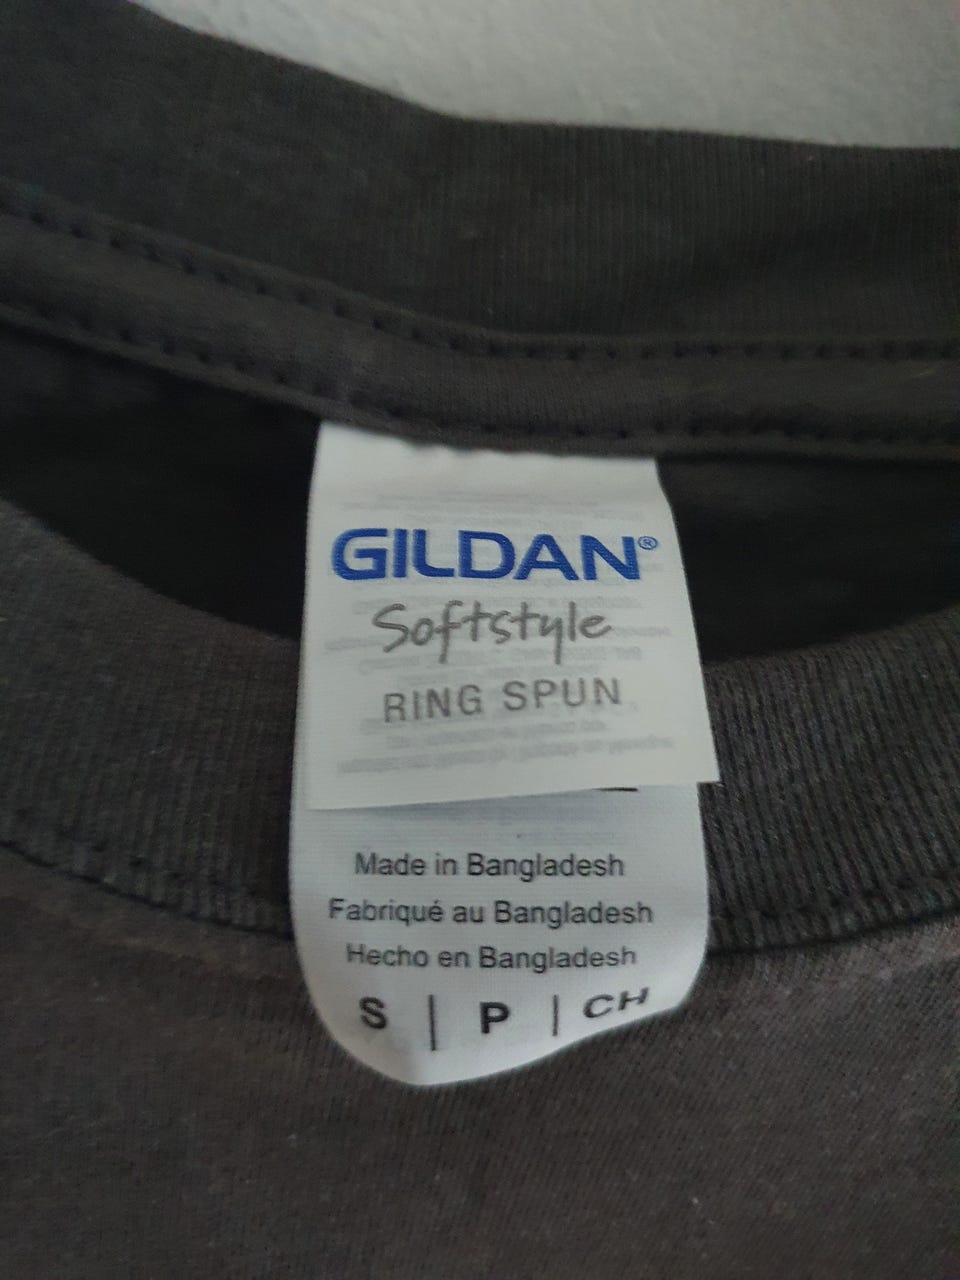 GILDAN®
Softstyle
RING SPUN
Made in Bangladesh
Fabriqué au Bangladesh
Hecho en Bangladesh
S | P | CH